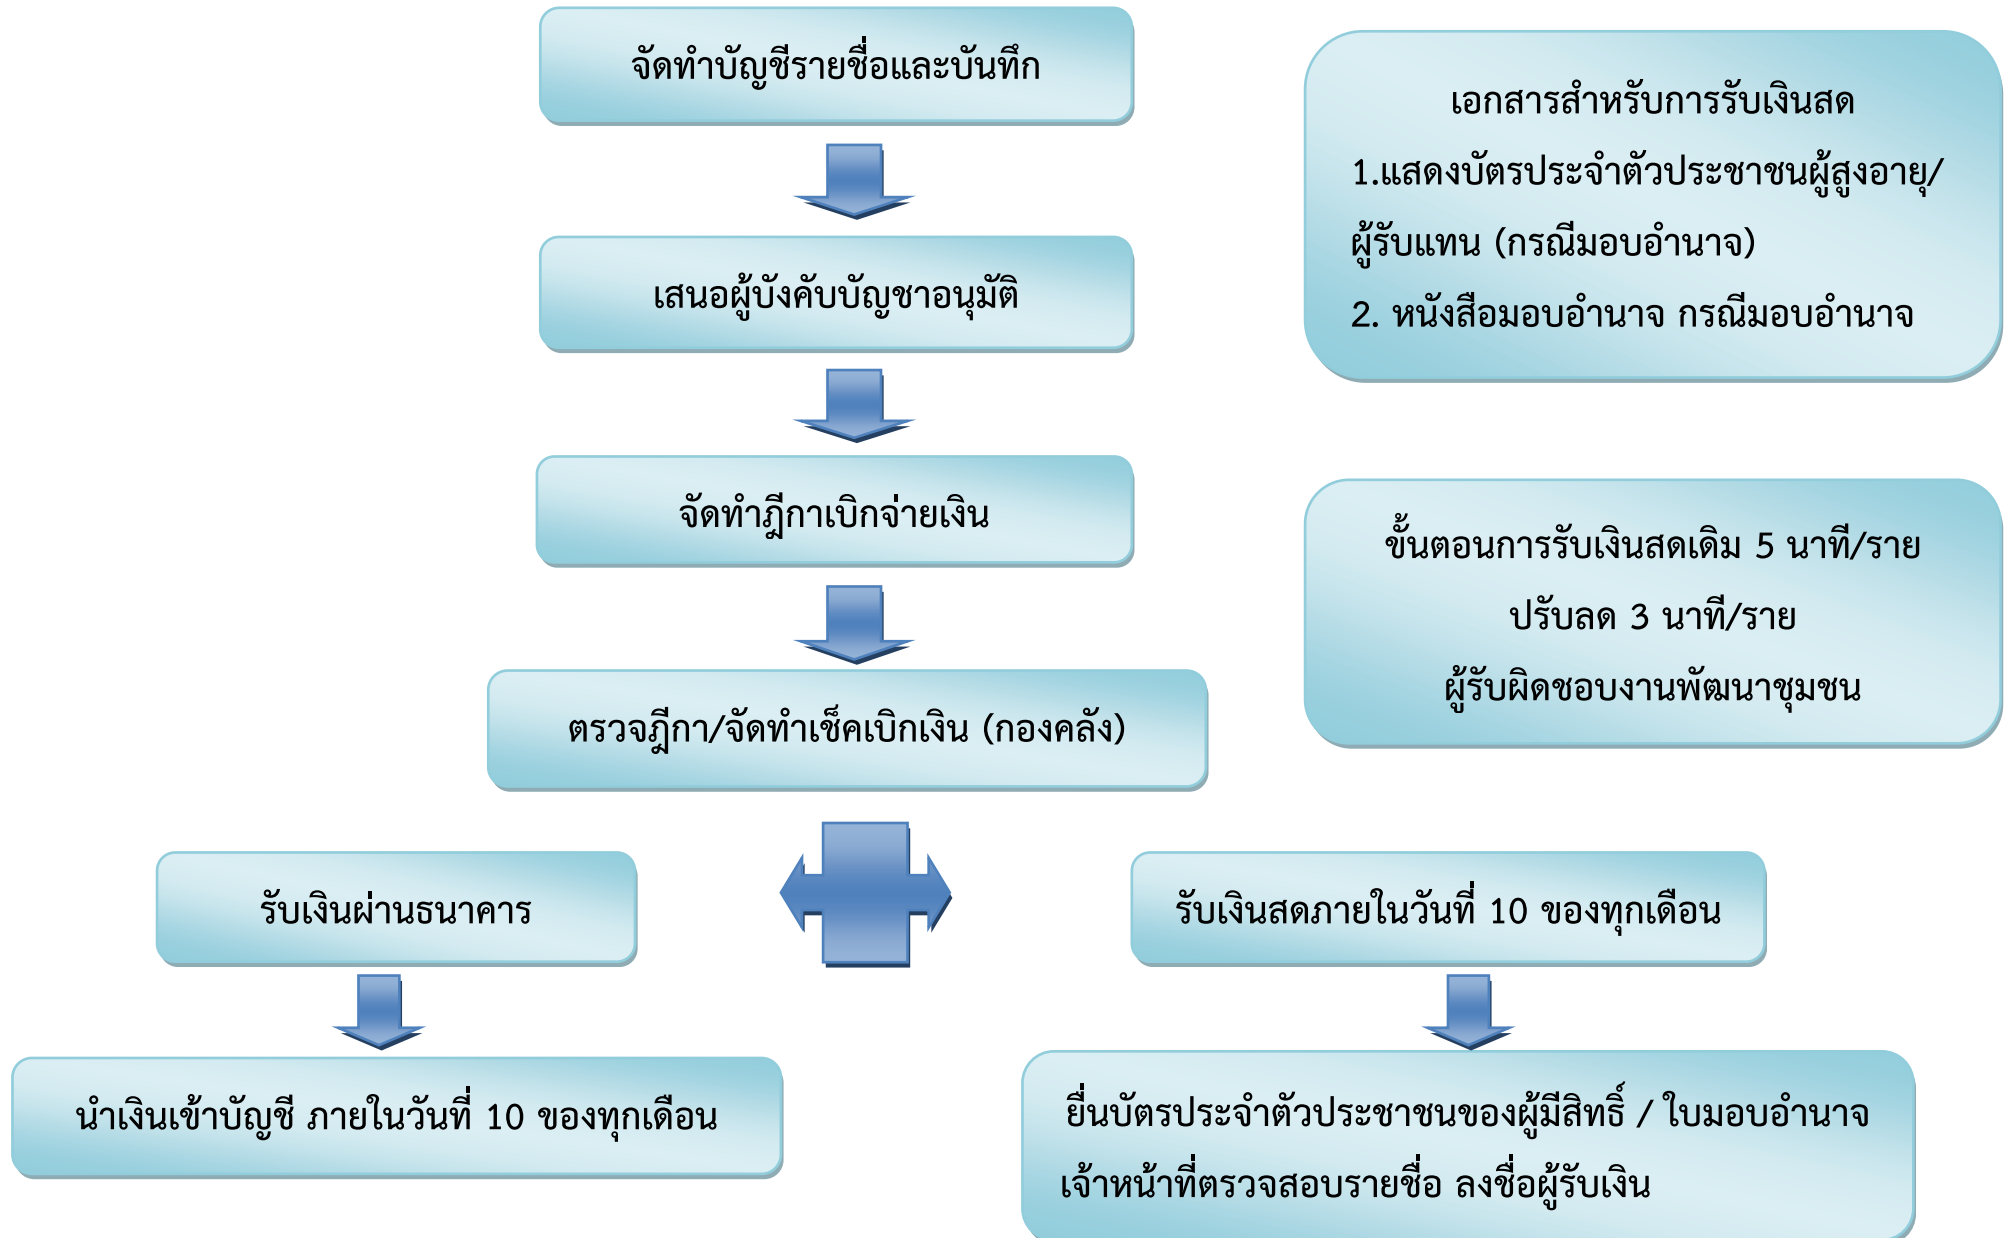 จัดทำบัญชีรายชื่อและบันทึก
เสนอผู้บังคับบัญชาอนุมัติ
จัดทำฎีกาเบิกจ่ายเงิน
ตรวจฎีกา/จัดทำเช็คเบิกเงิน (กองคลัง)
รับเงินผ่านธนาคาร
นำเงินเข้าบัญชี ภายในวันที่ 10 ของทุกเดือน
รับเงินสดภายในวันที่ 10 ของทุกเดือน
ยื่นบัตรประจำตัวประชาชนของผู้มีสิทธิ์ / ใบมอบอำนาจ
เจ้าหน้าที่ตรวจสอบรายชื่อ ลงชื่อผู้รับเงิน
เอกสารสำหรับการรับเงินสด
1.แสดงบัตรประจำตัวประชาชนผู้สูงอายุ/
ผู้รับแทน (กรณีมอบอำนาจ)
2. หนังสือมอบอำนาจ กรณีมอบอำนาจ
ขั้นตอนการรับเงินสดเดิม 5 นาที/ราย
ปรับลด 3 นาที/ราย
ผู้รับผิดชอบงานพัฒนาชุมชน